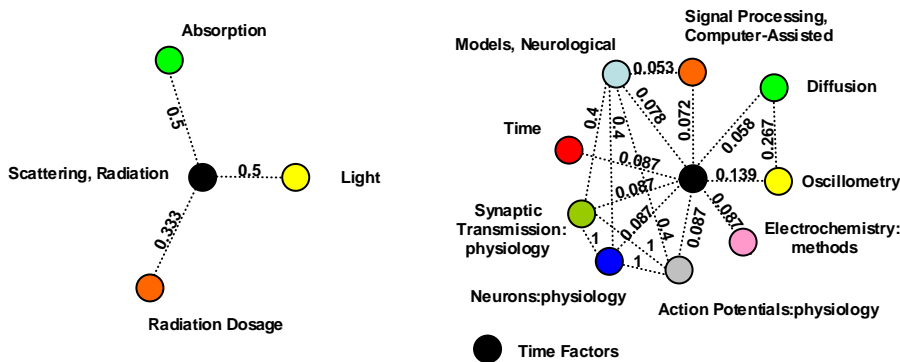 Absorption
0.5
Scattering, Radiation
0.5
Light
0.333
Radiation Dosage
Signal Processing,
Computer-Assisted
Models, Neurological
0.053
Diffusion
0.4
0.4
0.078
0.072
0.058
0.267
Time
0.087
0.139
Oscillometry
0.087
Synaptic
Transmission:
physiology
0.087
0.4
0.087
0.087
Electrochemistry:
methods
1
1
1
Neurons:physiology
Action Potentials:physiology
Time Factors